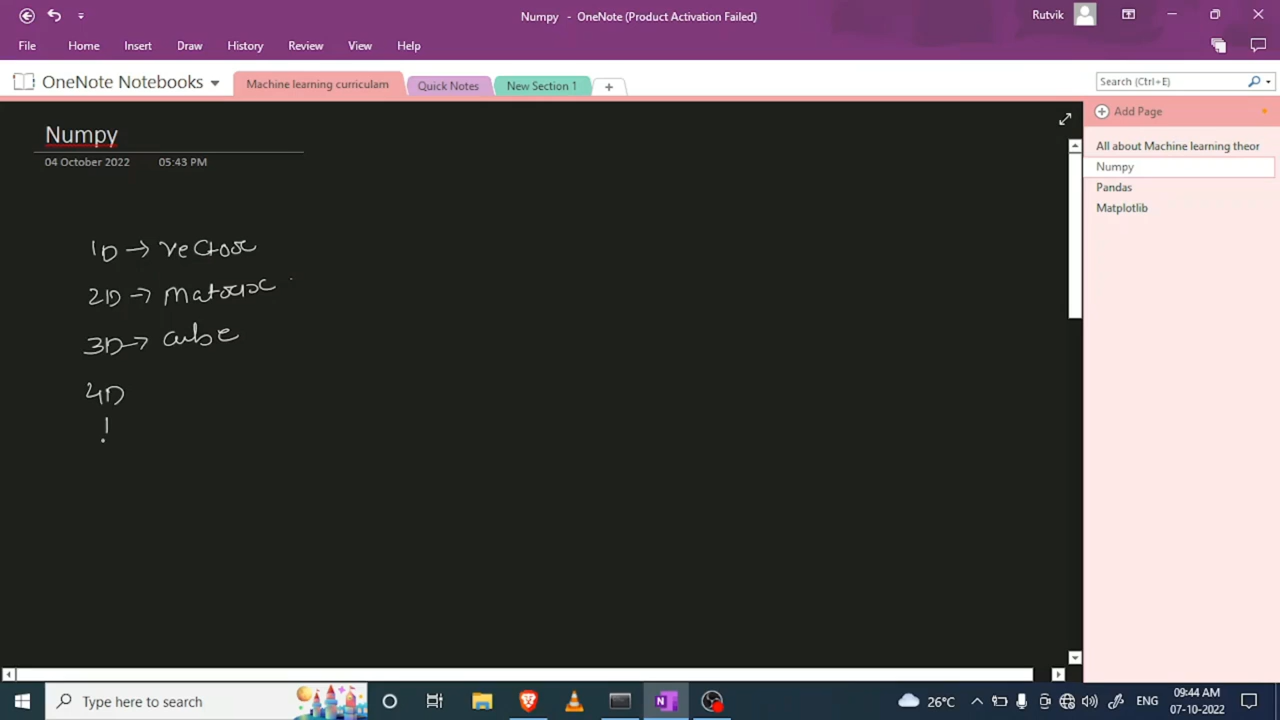 Numpy - OneNote (Product Activation Failed)
Rutvik
File Home Insert Draw History Review View Help
OneNote Notebooks
Machine learning curriculam
Quick Notes
New Section 1
+
Search (Ctrl+E)
Numpy
04 October 2022 05:43 PM
Add Page
All about Machine learning theor
Numpy
Pandas
Matplotlib
1D → vector
2D → Matrix
3D → cube
4D
Type here to search
26°C
ENG
09:44 AM
07-10-2022